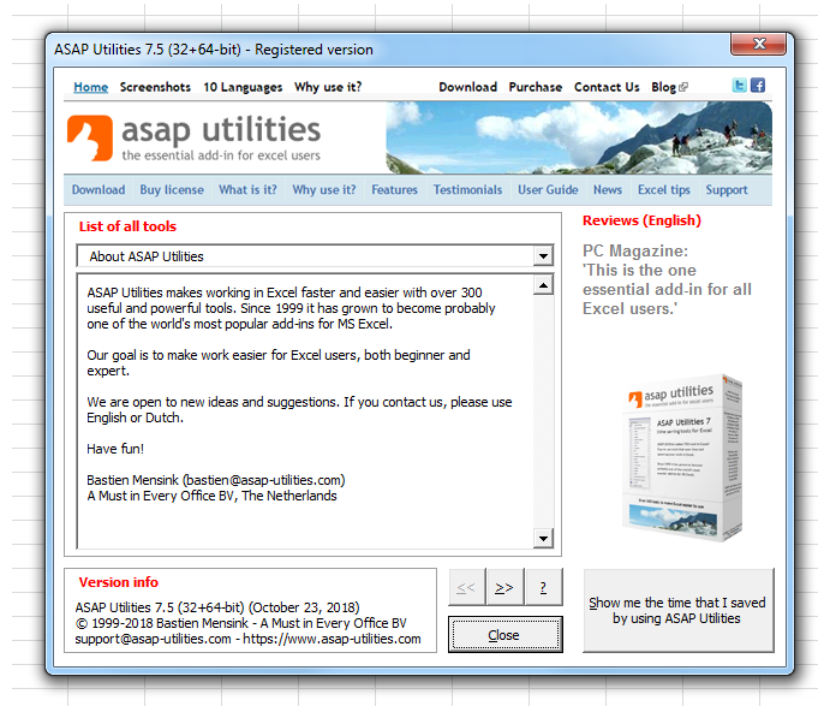 ASAP Utilities 7.5 (32+64-bit) - Registered version
Home Screenshots 10 Languages Why use it? Download Purchase Contact Us Blog
asap utilities
the essential add-in for excel users
Download Buy license What is it? Why use it? Features Testimonials User Guide News Excel tips Support
List of all tools
About ASAP Utilities
ASAP Utilities makes working in Excel faster and easier with over 300
useful and powerful tools. Since 1999 it has grown to become probably
one of the world's most popular add-ins for MS Excel.
Our goal is to make work easier for Excel users, both beginner and
expert.
We are open to new ideas and suggestions. If you contact us, please use
English or Dutch.
Have fun!
Bastien Mensink (bastien@asap-utilities.com)
A Must in Every Office BV, The Netherlands
Reviews (English)
PC Magazine:
'This is the one
essential add-in for all
Excel users.'
asap utilities
ASAP Utilities 7
time saving tools for Excel
Version info
ASAP Utilities 7.5 (32+64-bit) (October 23, 2018)
© 1999-2018 Bastien Mensink - A Must in Every Office BV
support@asap-utilities.com - https://www.asap-utilities.com
<< >> ?
Close
Show me the time that I saved
by using ASAP Utilities